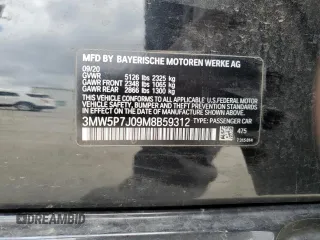 MFD BY BAYERISCHE MOTOREN WERKE AG
09/20
GVWR 5126 lbs 2325 kg
GAWR FRONT 2348 lbs 1065 kg
GAWR REAR 2866 lbs 1300 kg
THIS VEHICLE CONFORMS TO ALL APPLICABLE FEDERAL MOTOR VEHICLE
SAFETY, BUMPER AND THEFT PREVENTION STANDARDS IN
EFFECT ON THE DATE OF MANUFACTURE SHOWN ABOVE.
3MW5P7J09M8B59312 TYPE: PASSENGER CAR
475
DREAMBID